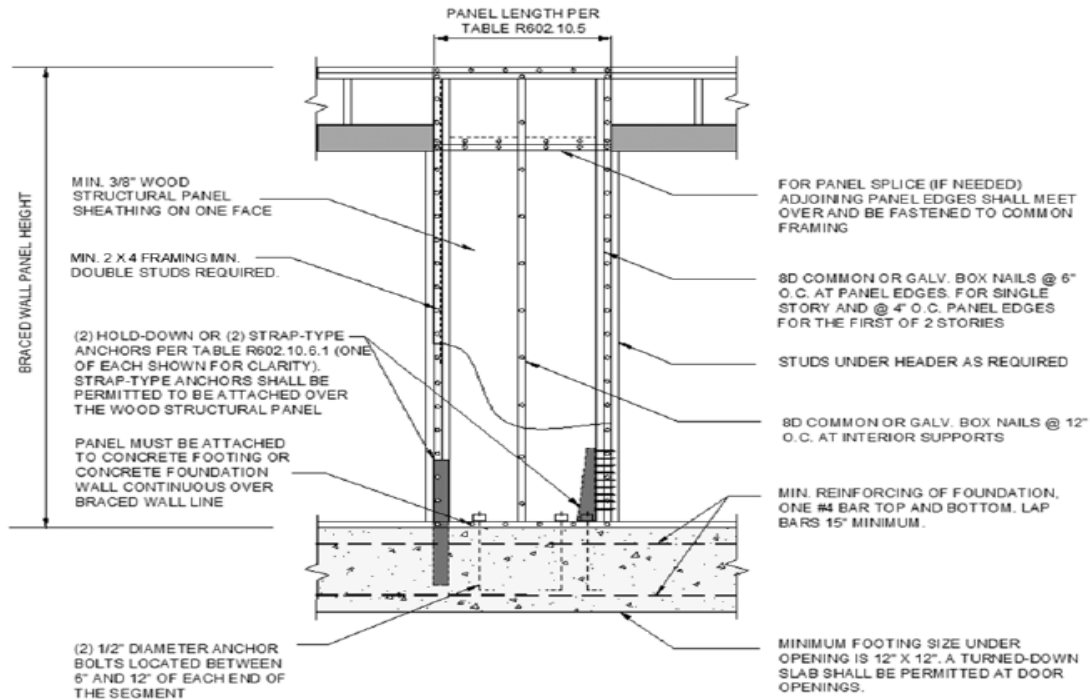 PANEL LENGTH PER
TABLE R602.10.5
BRACED WALL PANEL HEIGHT
MIN. 3/8" WOOD
STRUCTURAL PANEL
SHEATHING ON ONE FACE
MIN. 2 X 4 FRAMING MIN.
DOUBLE STUDS REQUIRED.
(2) HOLD-DOWN OR (2) STRAP-TYPE
ANCHORS PER TABLE R602.10.6.1 (ONE
OF EACH SHOWN FOR CLARITY).
STRAP-TYPE ANCHORS SHALL BE
PERMITTED TO BE ATTACHED OVER
THE WOOD STRUCTURAL PANEL
PANEL MUST BE ATTACHED
TO CONCRETE FOOTING OR
CONCRETE FOUNDATION
WALL CONTINUOUS OVER
BRACED WALL LINE
(2) 1/2" DIAMETER ANCHOR
BOLTS LOCATED BETWEEN
6" AND 12" OF EACH END OF
THE SEGMENT
FOR PANEL SPLICE (IF NEEDED)
ADJOINING PANEL EDGES SHALL MEET
OVER AND BE FASTENED TO COMMON
FRAMING
8D COMMON OR GALV. BOX NAILS @ 6"
O.C. AT PANEL EDGES. FOR SINGLE
STORY AND @ 4" O.C. PANEL EDGES
FOR THE FIRST OF 2 STORIES
STUDS UNDER HEADER AS REQUIRED
8D COMMON OR GALV. BOX NAILS @ 12"
O.C. AT INTERIOR SUPPORTS
MIN. REINFORCING OF FOUNDATION,
ONE #4 BAR TOP AND BOTTOM. LAP
BARS 15" MINIMUM.
MINIMUM FOOTING SIZE UNDER
OPENING IS 12" X 12". A TURNED-DOWN
SLAB SHALL BE PERMITTED AT DOOR
OPENINGS.